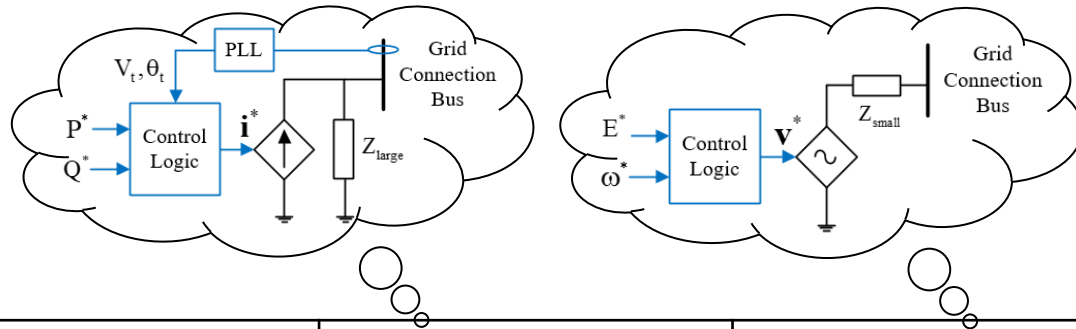 PLL
Grid
Connection
Bus
Vt,θt
P*
Q*
Control
Logic
i*
Zlarge
Grid
Connection
Bus
Zsmall
E*
ω*
Control
Logic
v*